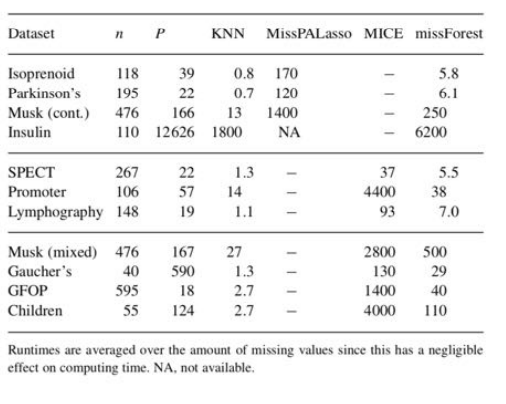 Dataset n P KNN MissPALasso MICE missForest
Isoprenoid 118 39 0.8 170 – 5.8
Parkinson's 195 22 0.7 120 – 6.1
Musk (cont.) 476 166 13 1400 – 250
Insulin 110 12626 1800 NA – 6200
SPECT 267 22 1.3 – 37 5.5
Promoter 106 57 14 – 4400 38
Lymphography 148 19 1.1 – 93 7.0
Musk (mixed) 476 167 27 – 2800 500
Gaucher's 40 590 1.3 – 130 29
GFOP 595 18 2.7 – 1400 40
Children 55 124 2.7 – 4000 110
Runtimes are averaged over the amount of missing values since this has a negligible
effect on computing time. NA, not available.